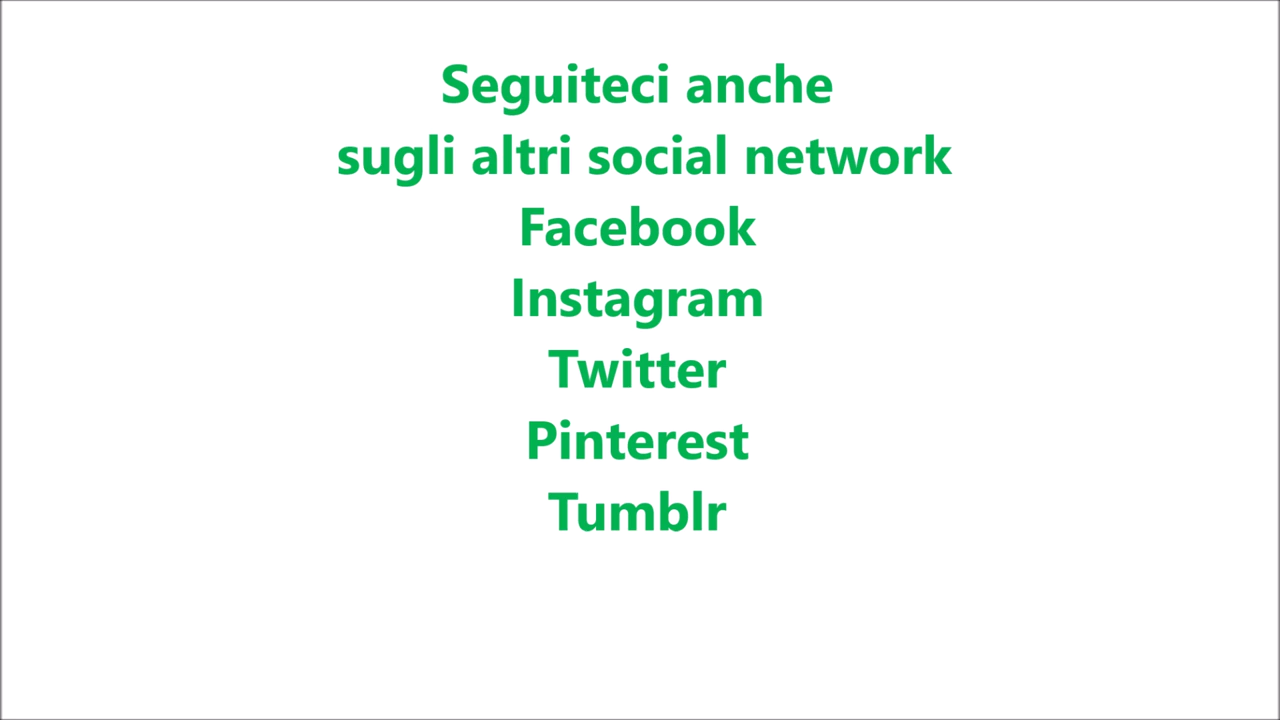 Seguiteci anche
sugli altri social network
Facebook
Instagram
Twitter
Pinterest
Tumblr